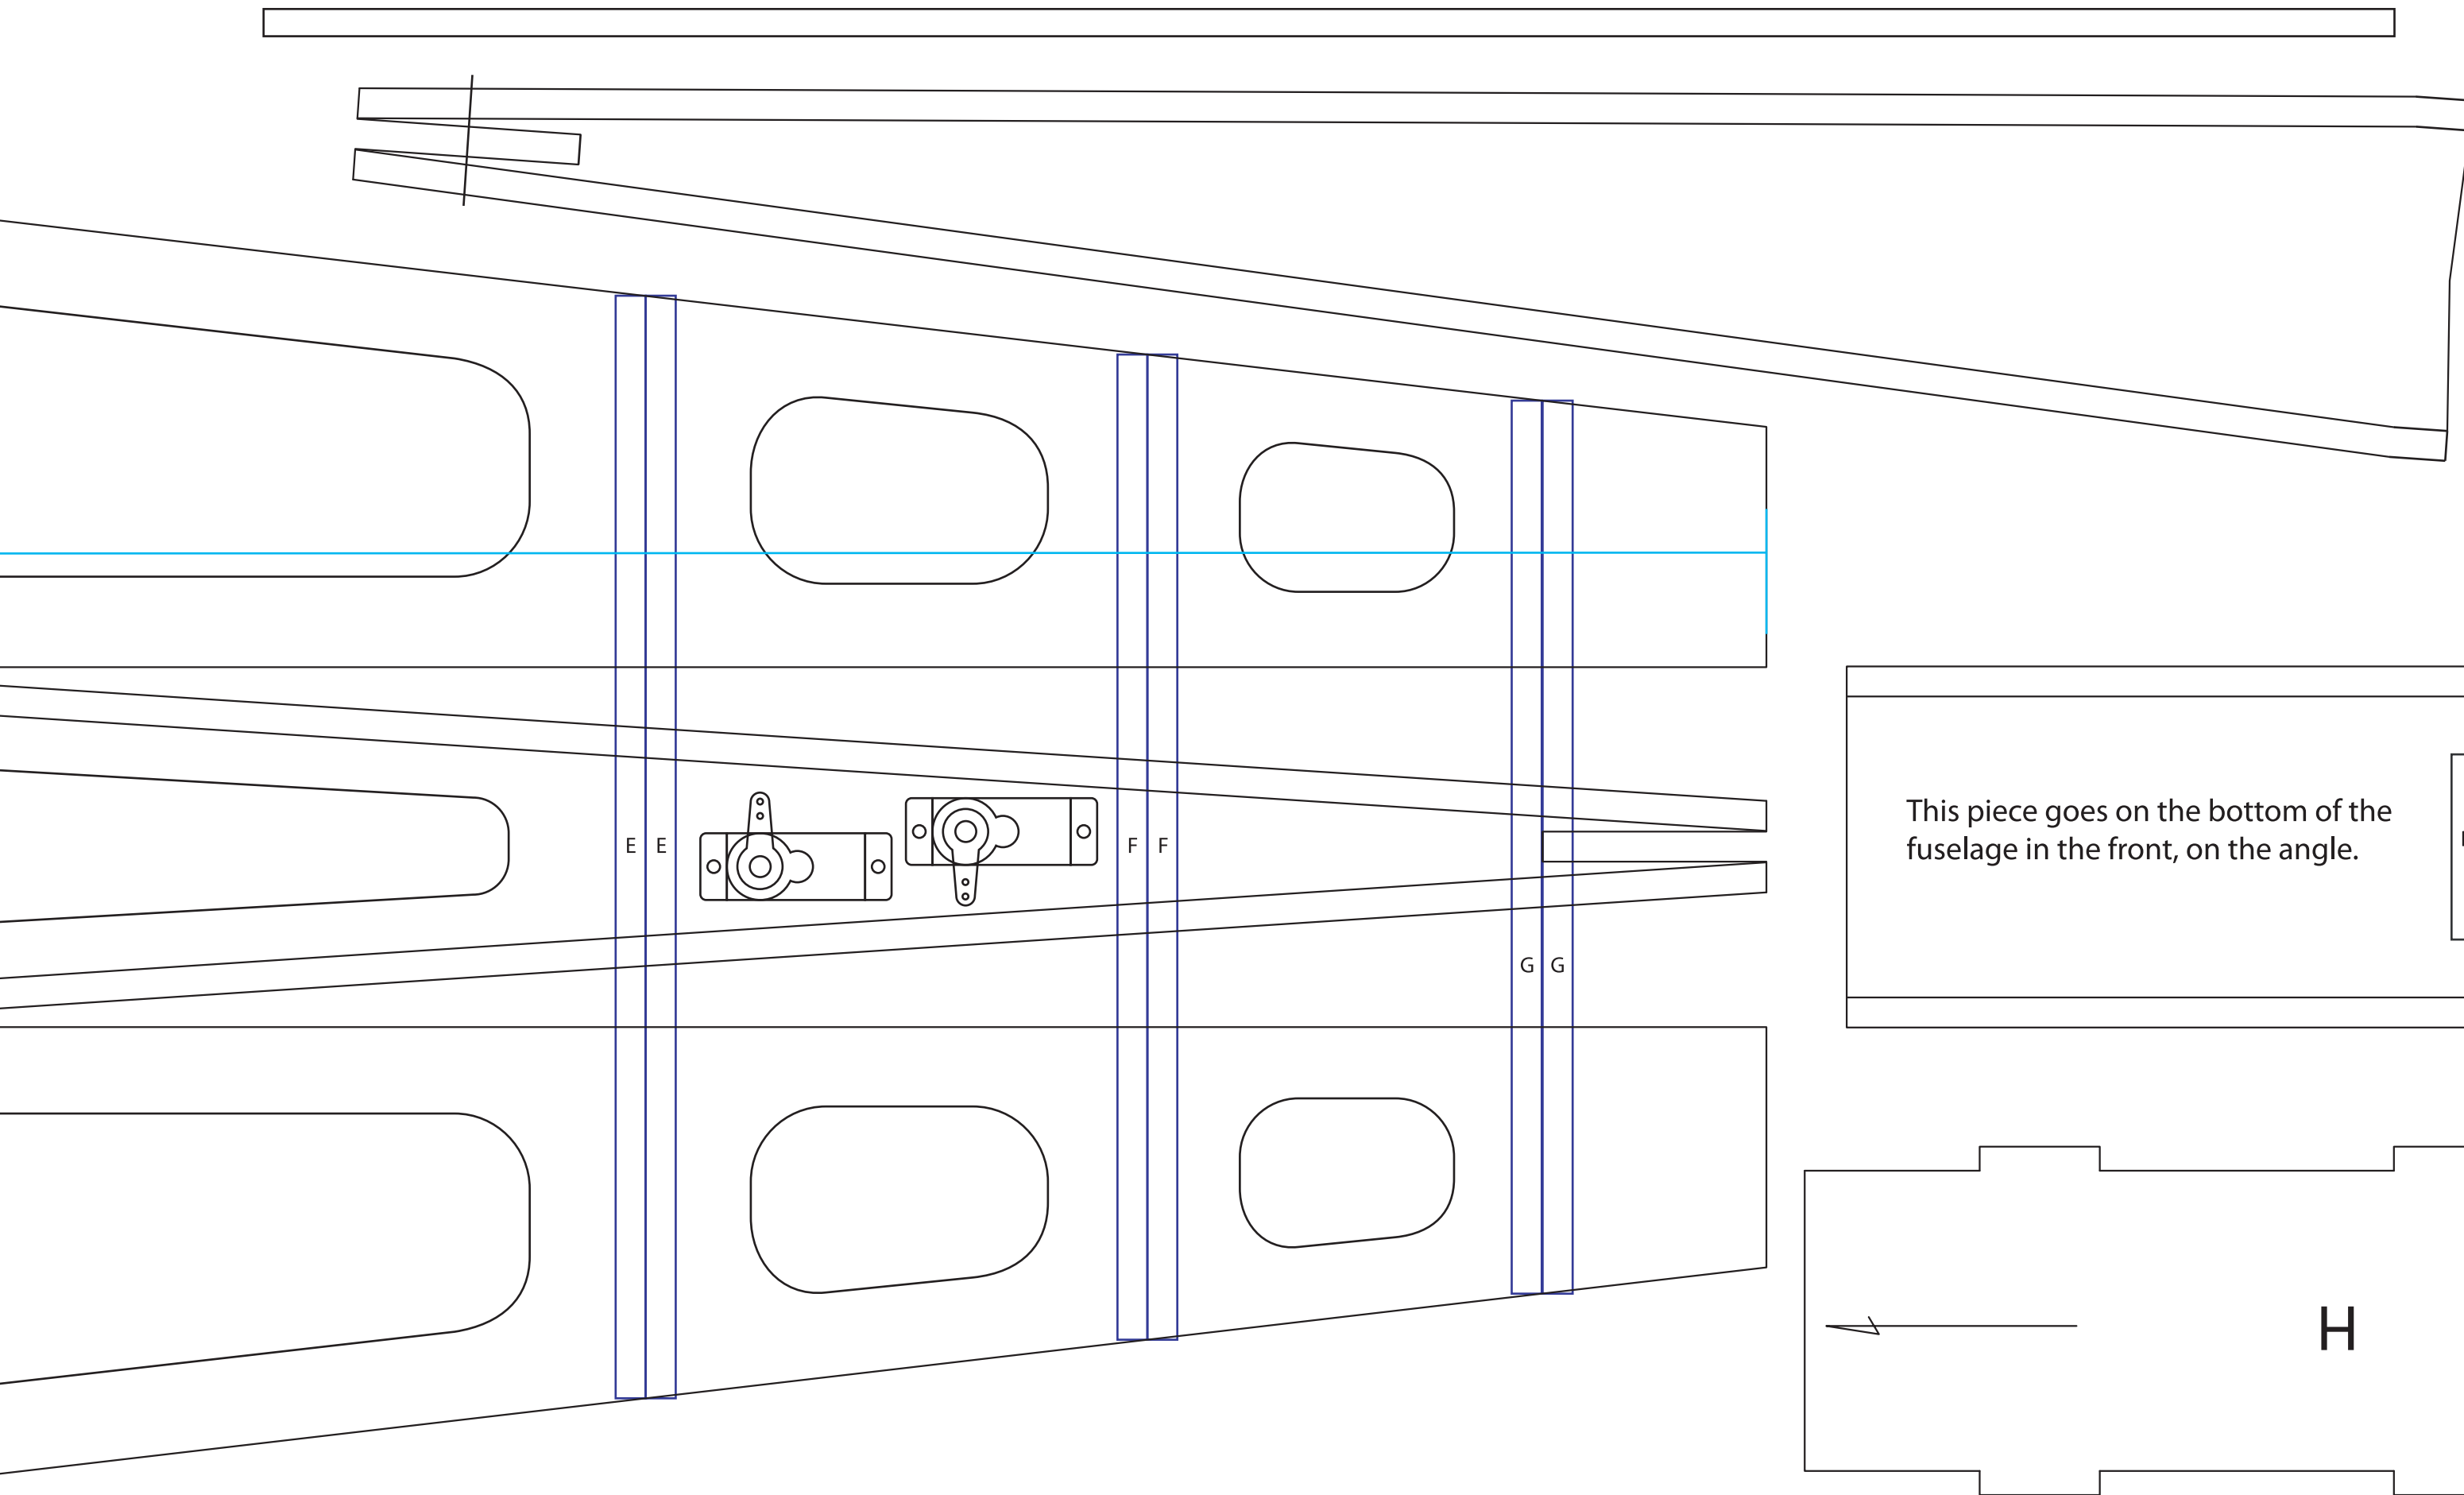 E E
F F
G G
This piece goes on the bottom of the
fuselage in the front, on the angle.
H